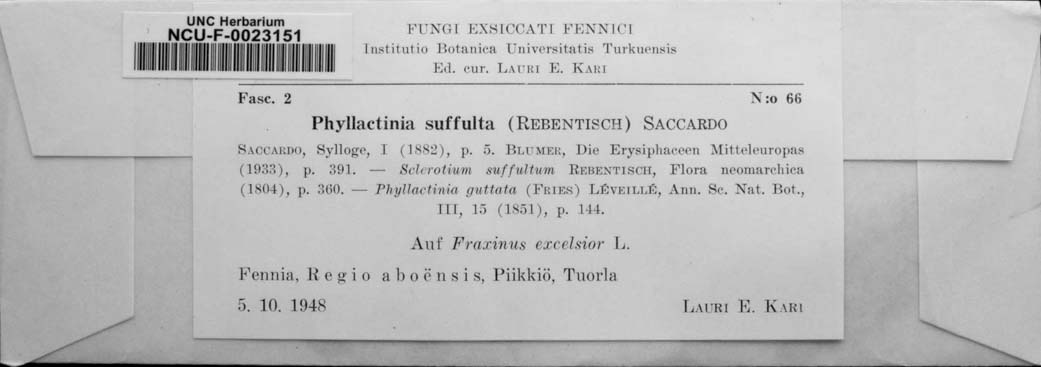 UNC Herbarium
NCU-F-0023151
FUNGI EXSICCATI FENNICI
Institutio Botanica Universitatis Turkuensis
Ed. cur. LAURI E. KARI
Fasc. 2 N:o 66
Phyllactinia suffulta (REBENTISCH) SACCARDO
SACCARDO, Sylloge, I (1882), p. 5. BLUMER, Die Erysiphaceen Mitteleuropas
(1933), p. 391. — Sclerotium suffultum REBENTISCH, Flora neomarchica
(1804), p. 360. — Phyllactinia guttata (FRIES) LÉVEILLÉ, Ann. Sc. Nat. Bot.,
III, 15 (1851), p. 144.
Auf Fraxinus excelsior L.
Fennia, Regio aboënsis, Piikkiö, Tuorla
5. 10. 1948 LAURI E. KARI